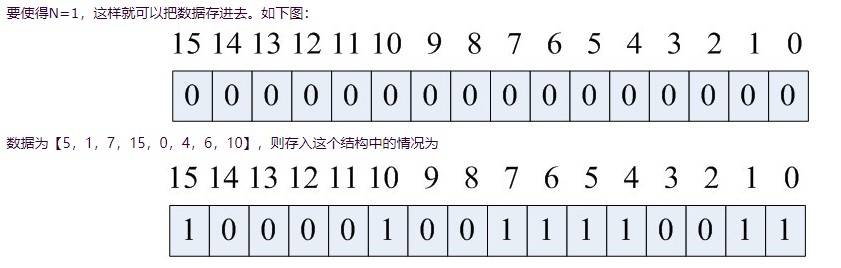 要使得N=1，这样就可以把数据存进去。如下图：
15 14 13 12 11 10 9 8 7 6 5 4 3 2 1 0
0 0 0 0 0 0 0 0 0 0 0 0 0 0 0 0
数据为【5，1，7，15，0，4，6，10】，则存入这个结构中的情况为
15 14 13 12 11 10 9 8 7 6 5 4 3 2 1 0
1 0 0 0 0 1 0 0 1 1 1 1 0 0 1 1